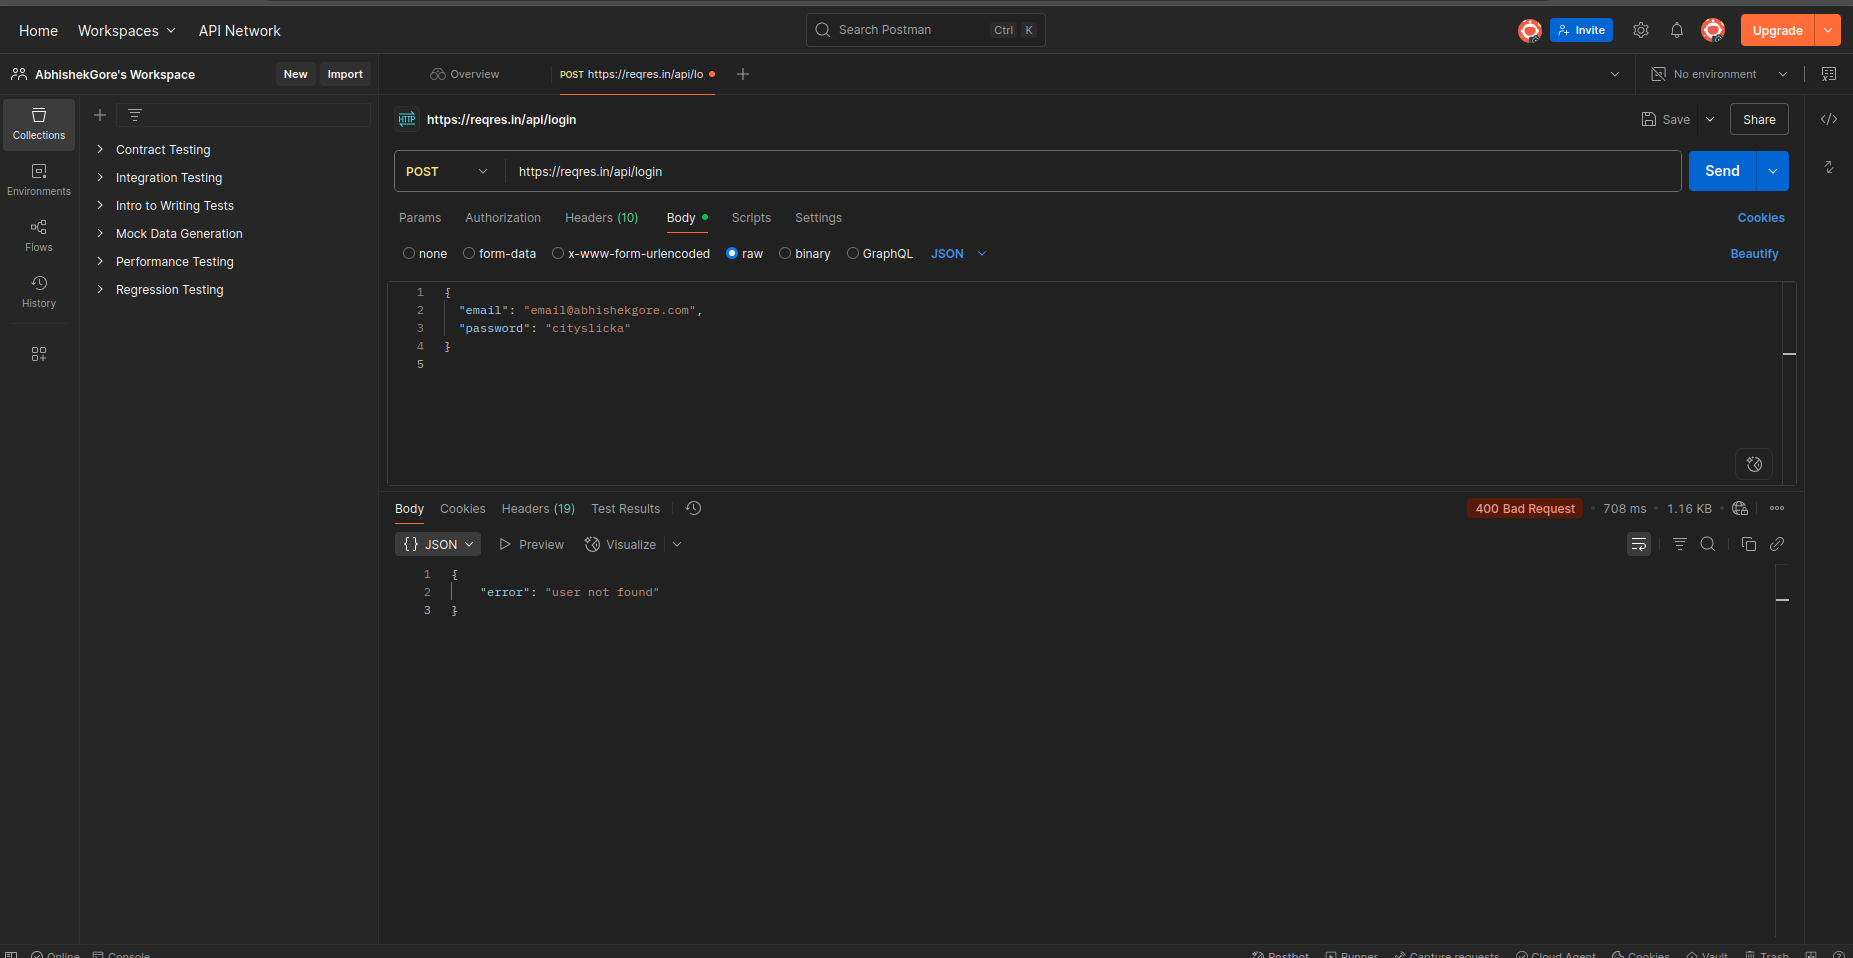 Home Workspaces API Network Search Postman Ctrl K Invite Upgrade
AbhishekGore's Workspace New Import Overview POST https://reqres.in/api/lo No environment
Collections
Environments
Flows
History
Contract Testing
Integration Testing
Intro to Writing Tests
Mock Data Generation
Performance Testing
Regression Testing
HTTP https://reqres.in/api/login Save Share
POST https://reqres.in/api/login Send
Params Authorization Headers (10) Body Scripts Settings Cookies
none form-data x-www-form-urlencoded raw binary GraphQL JSON Beautify
1 {
2 "email": "email@abhishekgore.com",
3 "password": "cityslicka"
4 }
5
Body Cookies Headers (19) Test Results 400 Bad Request 708 ms 1.16 KB
{} JSON Preview Visualize
1 {
2 "error": "user not found"
3 }
Online Console Postbot Runner Capture requests Cloud Agent Cookies Vault Trash